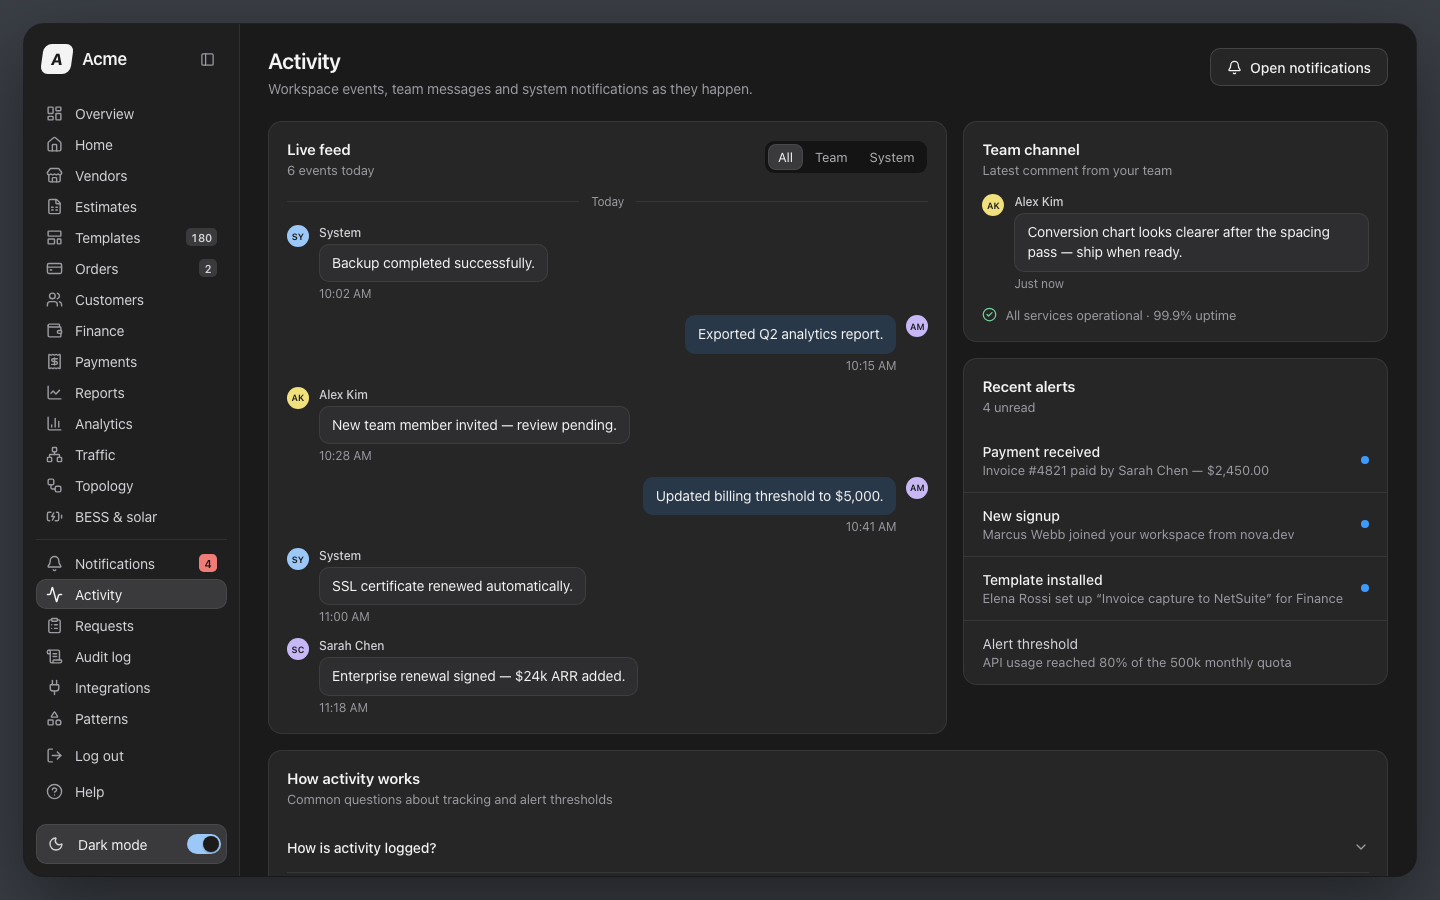 A
Acme
Overview
Home
Vendors
Estimates
Templates 180
Orders 2
Customers
Finance
Payments
Reports
Analytics
Traffic
Topology
BESS & solar
Notifications 4
Activity
Requests
Audit log
Integrations
Patterns
Log out
Help
Dark mode
Activity
Workspace events, team messages and system notifications as they happen.
Open notifications
Live feed
6 events today
All Team System
Today
SY System
Backup completed successfully.
10:02 AM
Exported Q2 analytics report. AM
10:15 AM
AK Alex Kim
New team member invited — review pending.
10:28 AM
Updated billing threshold to $5,000. AM
10:41 AM
SY System
SSL certificate renewed automatically.
11:00 AM
SC Sarah Chen
Enterprise renewal signed — $24k ARR added.
11:18 AM
Team channel
Latest comment from your team
AK Alex Kim
Conversion chart looks clearer after the spacing
pass — ship when ready.
Just now
All services operational · 99.9% uptime
Recent alerts
4 unread
Payment received
Invoice #4821 paid by Sarah Chen — $2,450.00
New signup
Marcus Webb joined your workspace from nova.dev
Template installed
Elena Rossi set up “Invoice capture to NetSuite” for Finance
Alert threshold
API usage reached 80% of the 500k monthly quota
How activity works
Common questions about tracking and alert thresholds
How is activity logged?